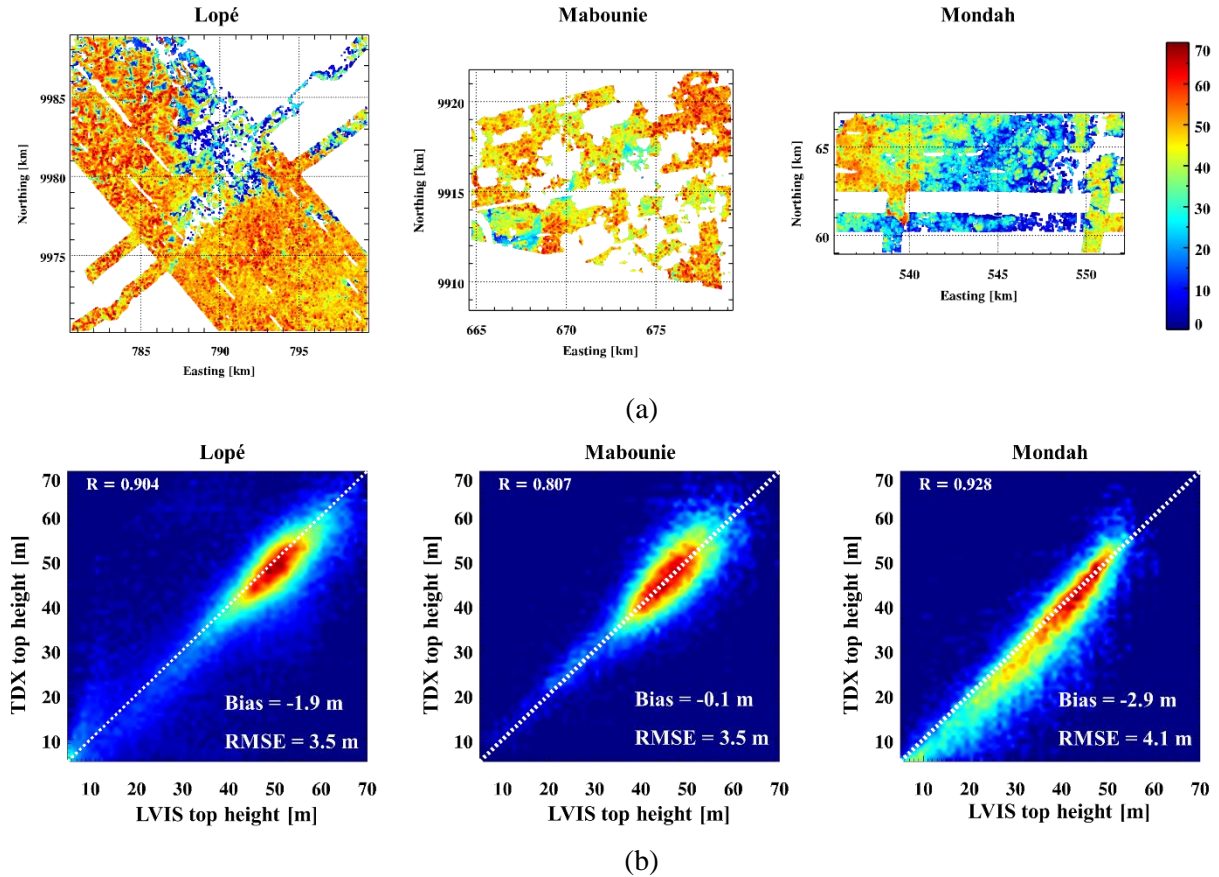 Lopé
Mabounie
Mondah
Northing [km]
9985
9980
9975
785
790
795
Easting [km]
Northing [km]
9920
9915
9910
665
670
675
Easting [km]
Northing [km]
65
60
540
545
550
Easting [km]
70
60
50
40
30
20
10
0
(a)
Lopé
TDX top height [m]
70
60
50
40
30
20
10
R = 0.904
Bias = -1.9 m
RMSE = 3.5 m
10 20 30 40 50 60 70
LVIS top height [m]
Mabounie
TDX top height [m]
70
60
50
40
30
20
10
R = 0.807
Bias = -0.1 m
RMSE = 3.5 m
10 20 30 40 50 60 70
LVIS top height [m]
Mondah
TDX top height [m]
70
60
50
40
30
20
10
R = 0.928
Bias = -2.9 m
RMSE = 4.1 m
10 20 30 40 50 60 70
LVIS top height [m]
(b)